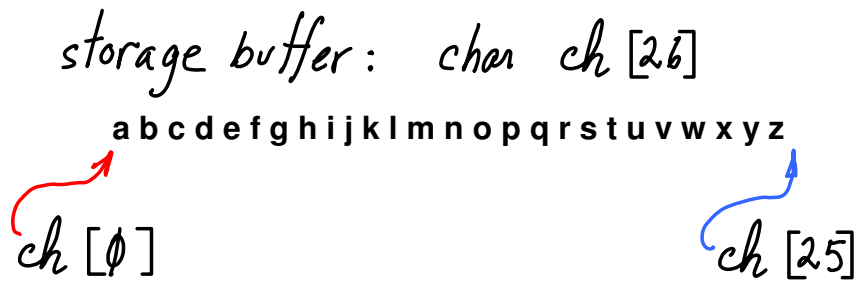 storage buffer: char ch [26]
a b c d e f g h i j k l m n o p q r s t u v w x y z
ch [0] ch [25]